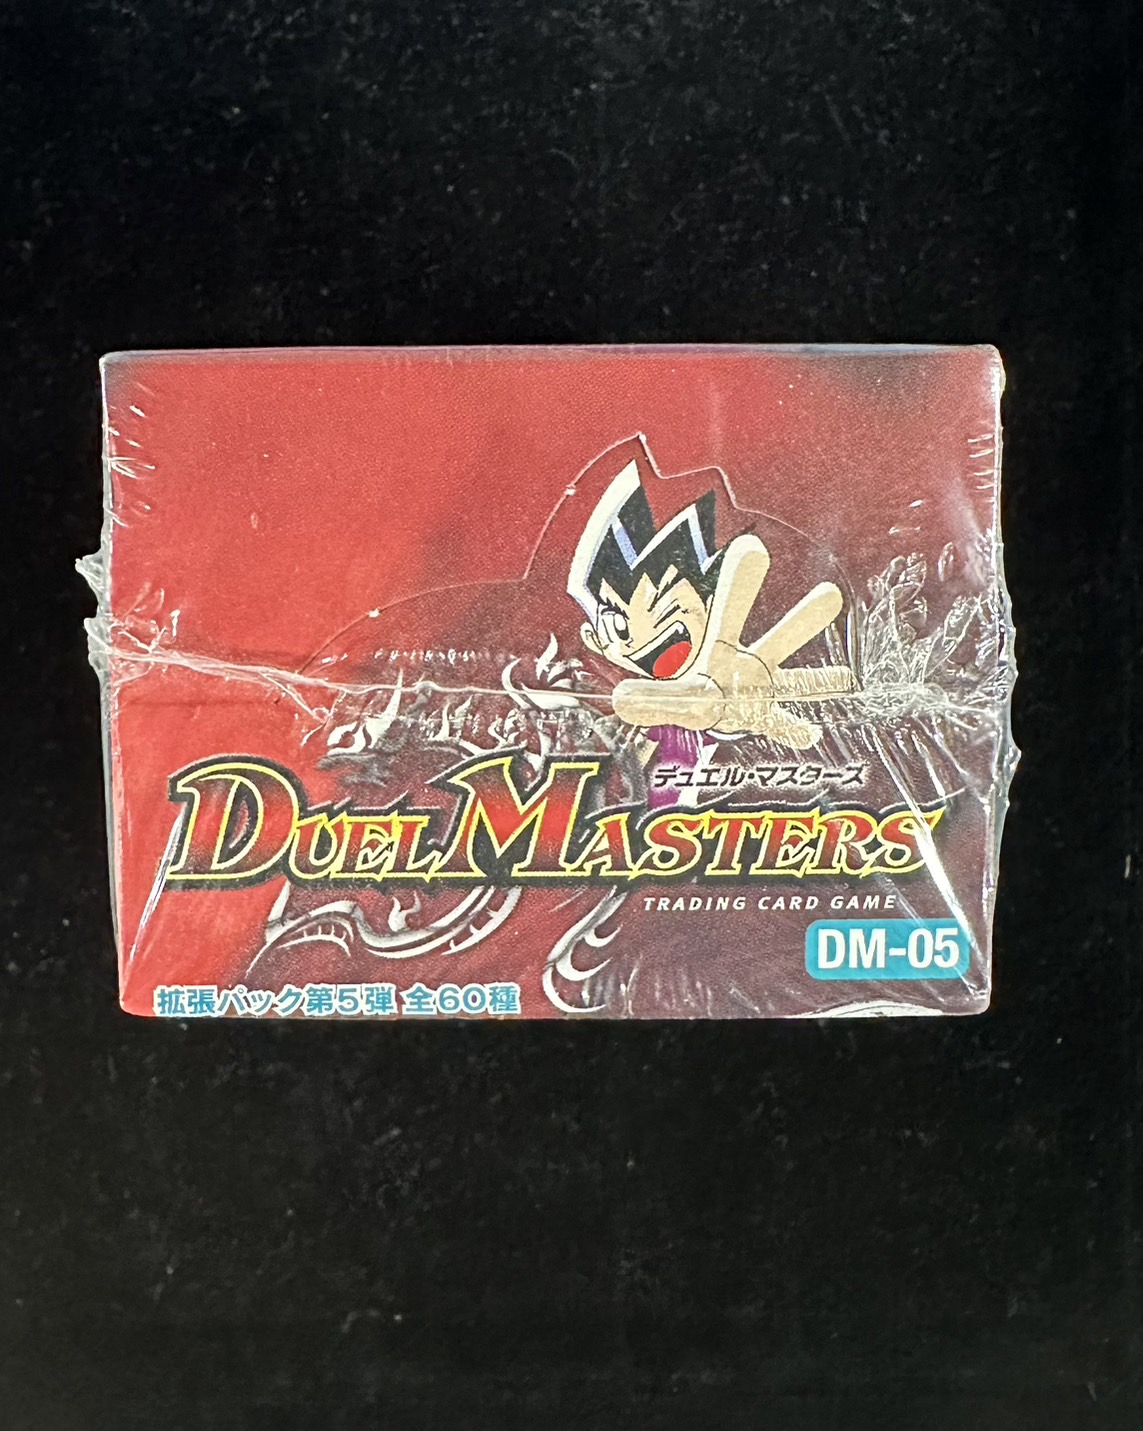 デュエル・マスターズ
DUEL MASTERS
TRADING CARD GAME
DM-05
拡張パック第5弾 全60種